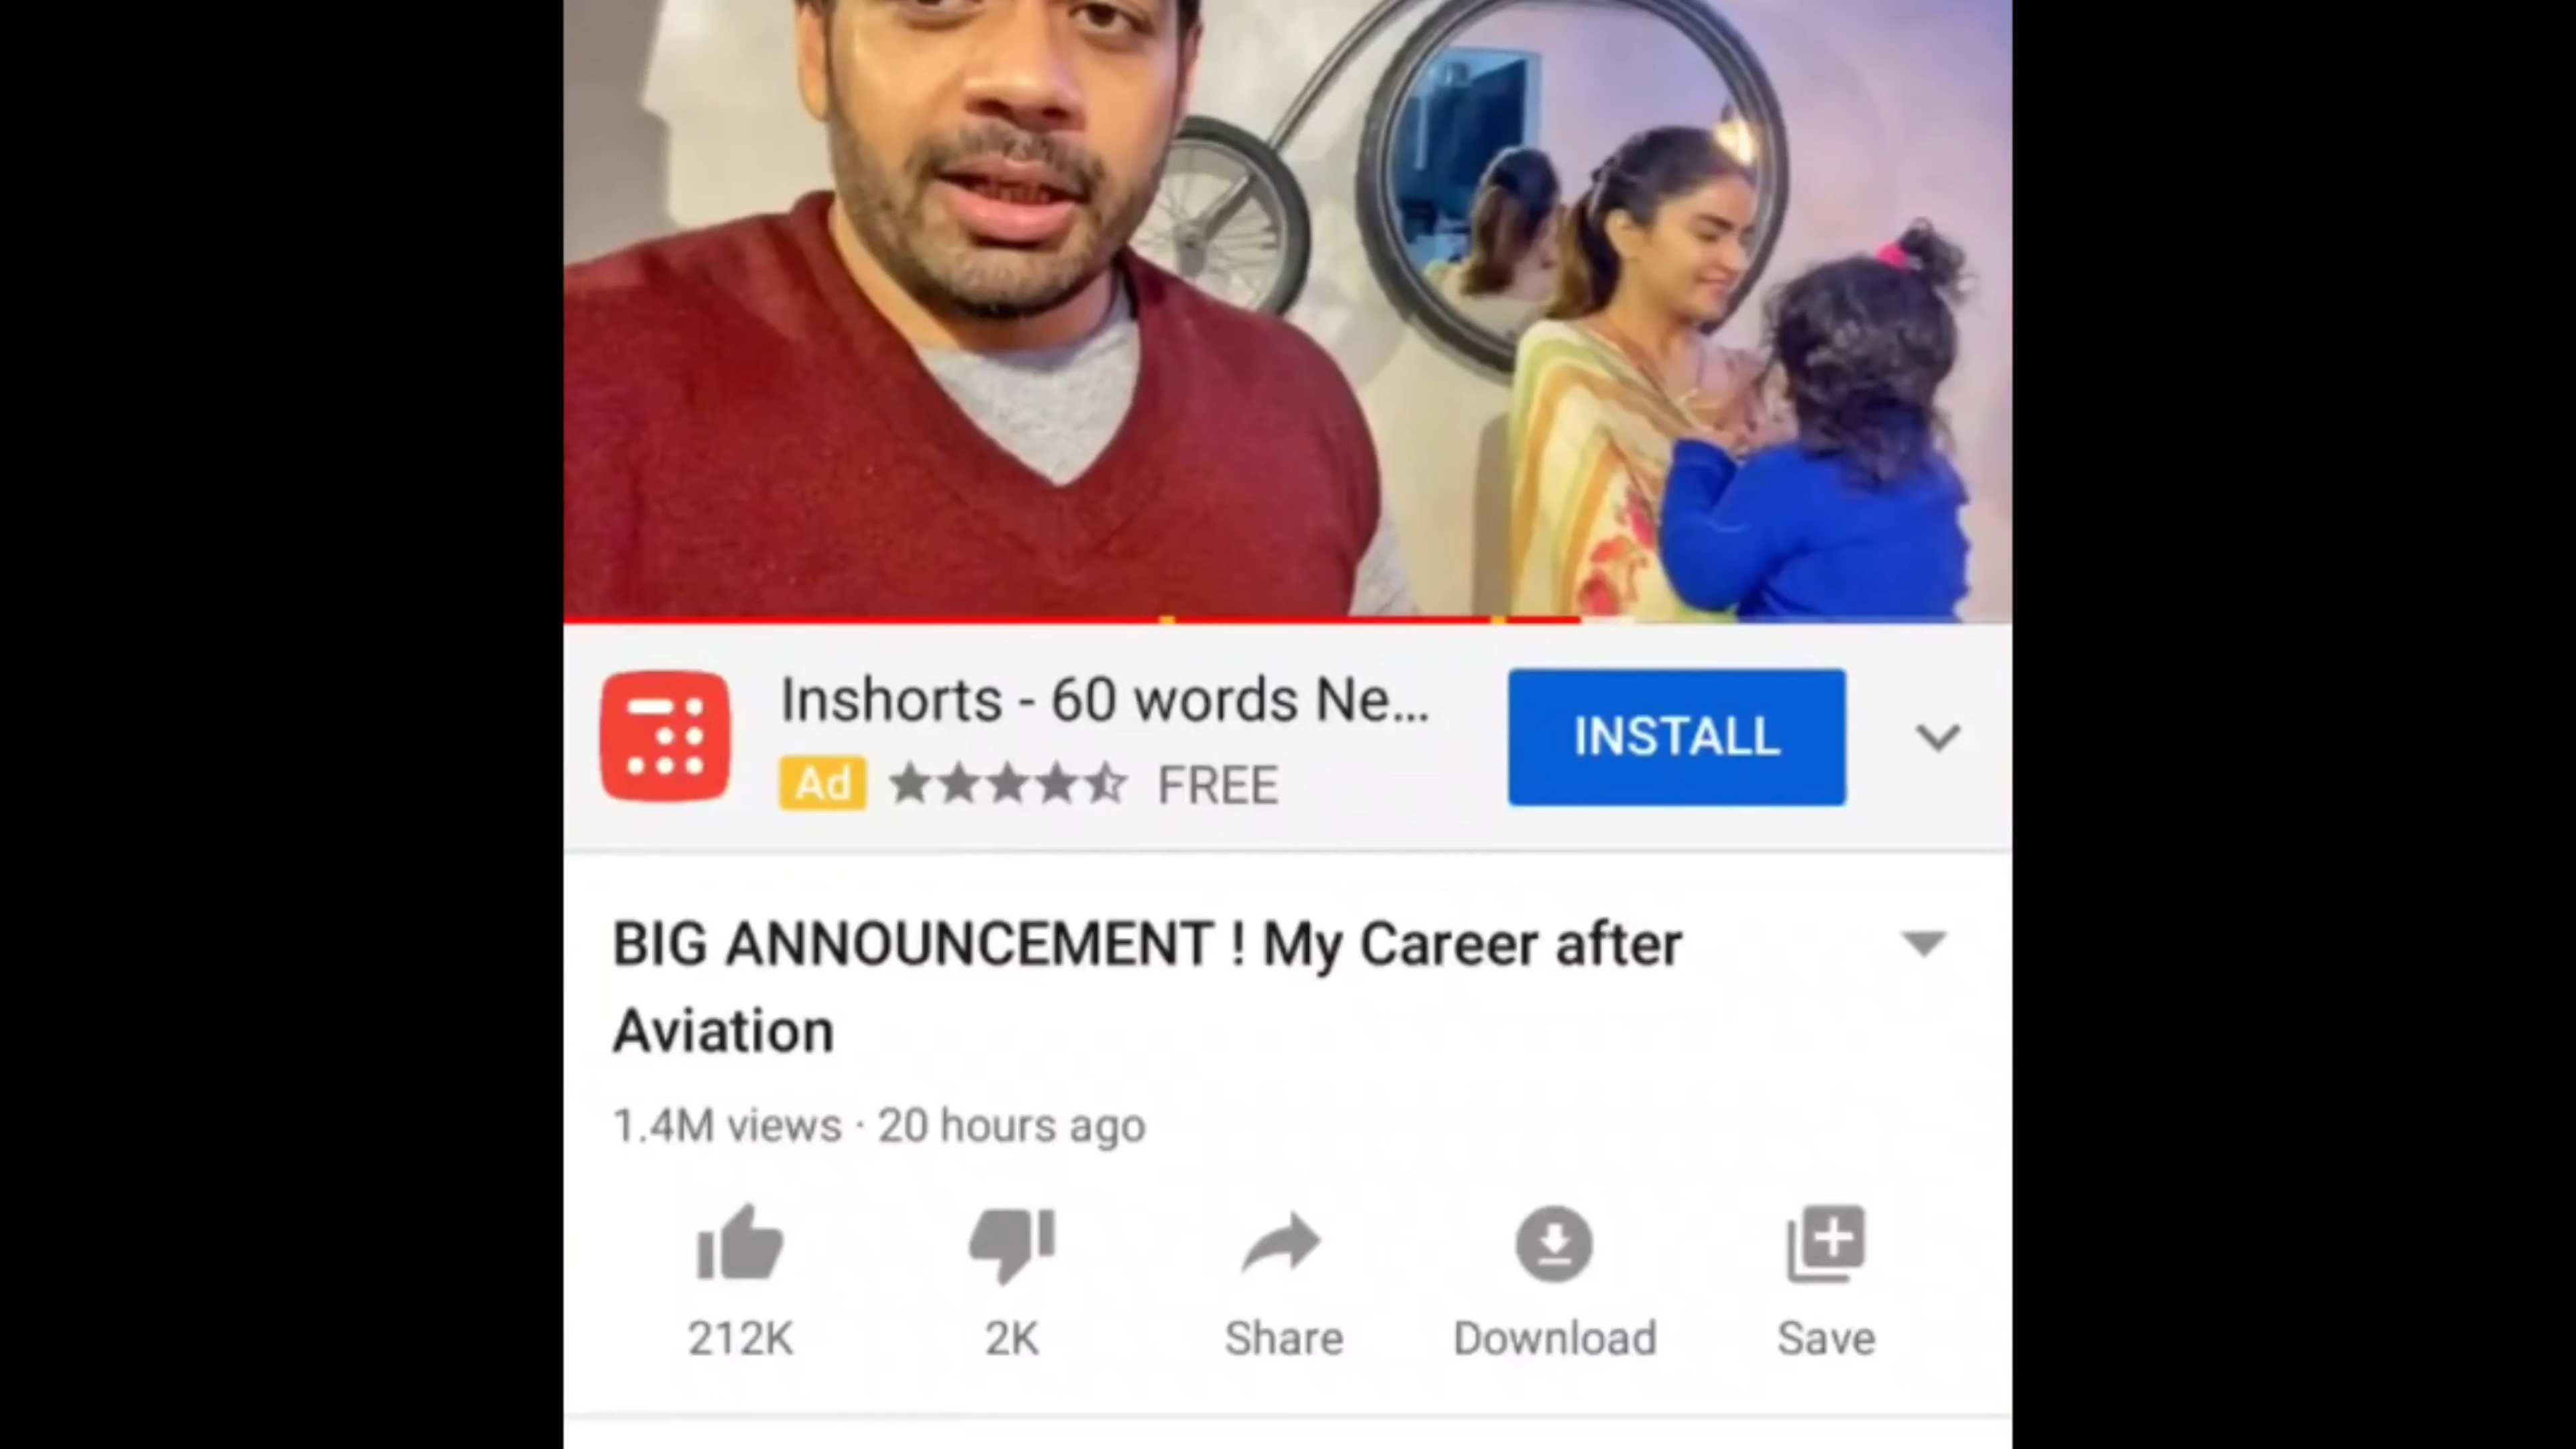 Inshorts - 60 words Ne...
INSTALL
Ad
FREE
BIG ANNOUNCEMENT ! My Career after
Aviation
1.4M views · 20 hours ago
212K
2K
Share
Download
Save